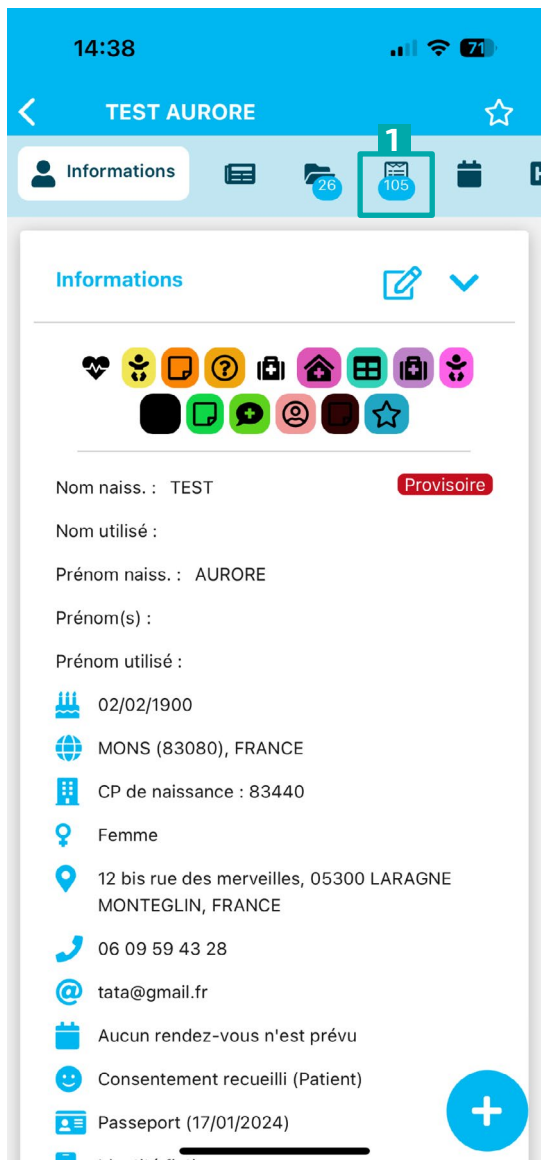 14:38
71
TEST AURORE
1
Informations
26
105
Informations
Nom naiss. : TEST
Provisoire
Nom utilisé :
Prénom naiss. : AURORE
Prénom(s) :
Prénom utilisé :
02/02/1900
MONS (83080), FRANCE
CP de naissance : 83440
Femme
12 bis rue des merveilles, 05300 LARAGNE
MONTEGLIN, FRANCE
06 09 59 43 28
tata@gmail.fr
Aucun rendez-vous n'est prévu
Consentement recueilli (Patient)
Passeport (17/01/2024)